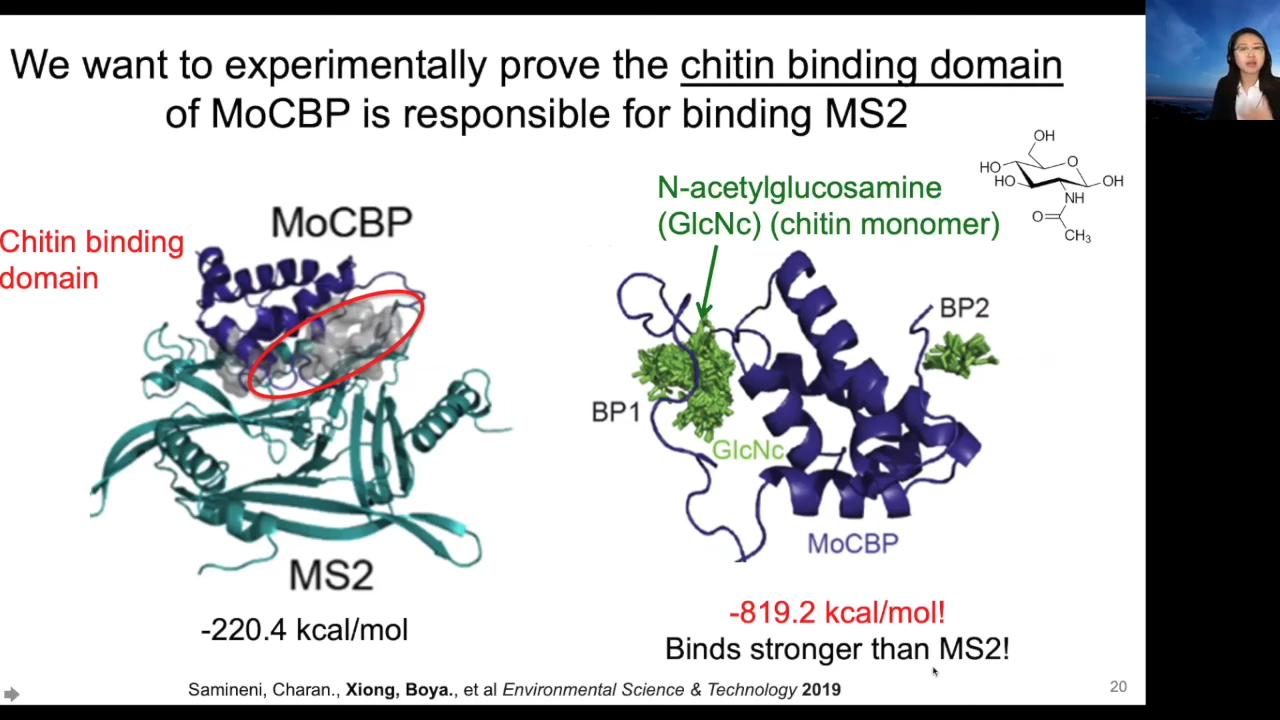 We want to experimentally prove the chitin binding domain
of MoCBP is responsible for binding MS2
Chitin binding
domain
MoCBP
MS2
-220.4 kcal/mol
N-acetylglucosamine
(GlcNc) (chitin monomer)
OH
HO
O
HO
OH
NH
O
CH3
BP2
BP1
GlcNc
MoCBP
-819.2 kcal/mol!
Binds stronger than MS2!
Samineni, Charan., Xiong, Boya., et al Environmental Science & Technology 2019
20